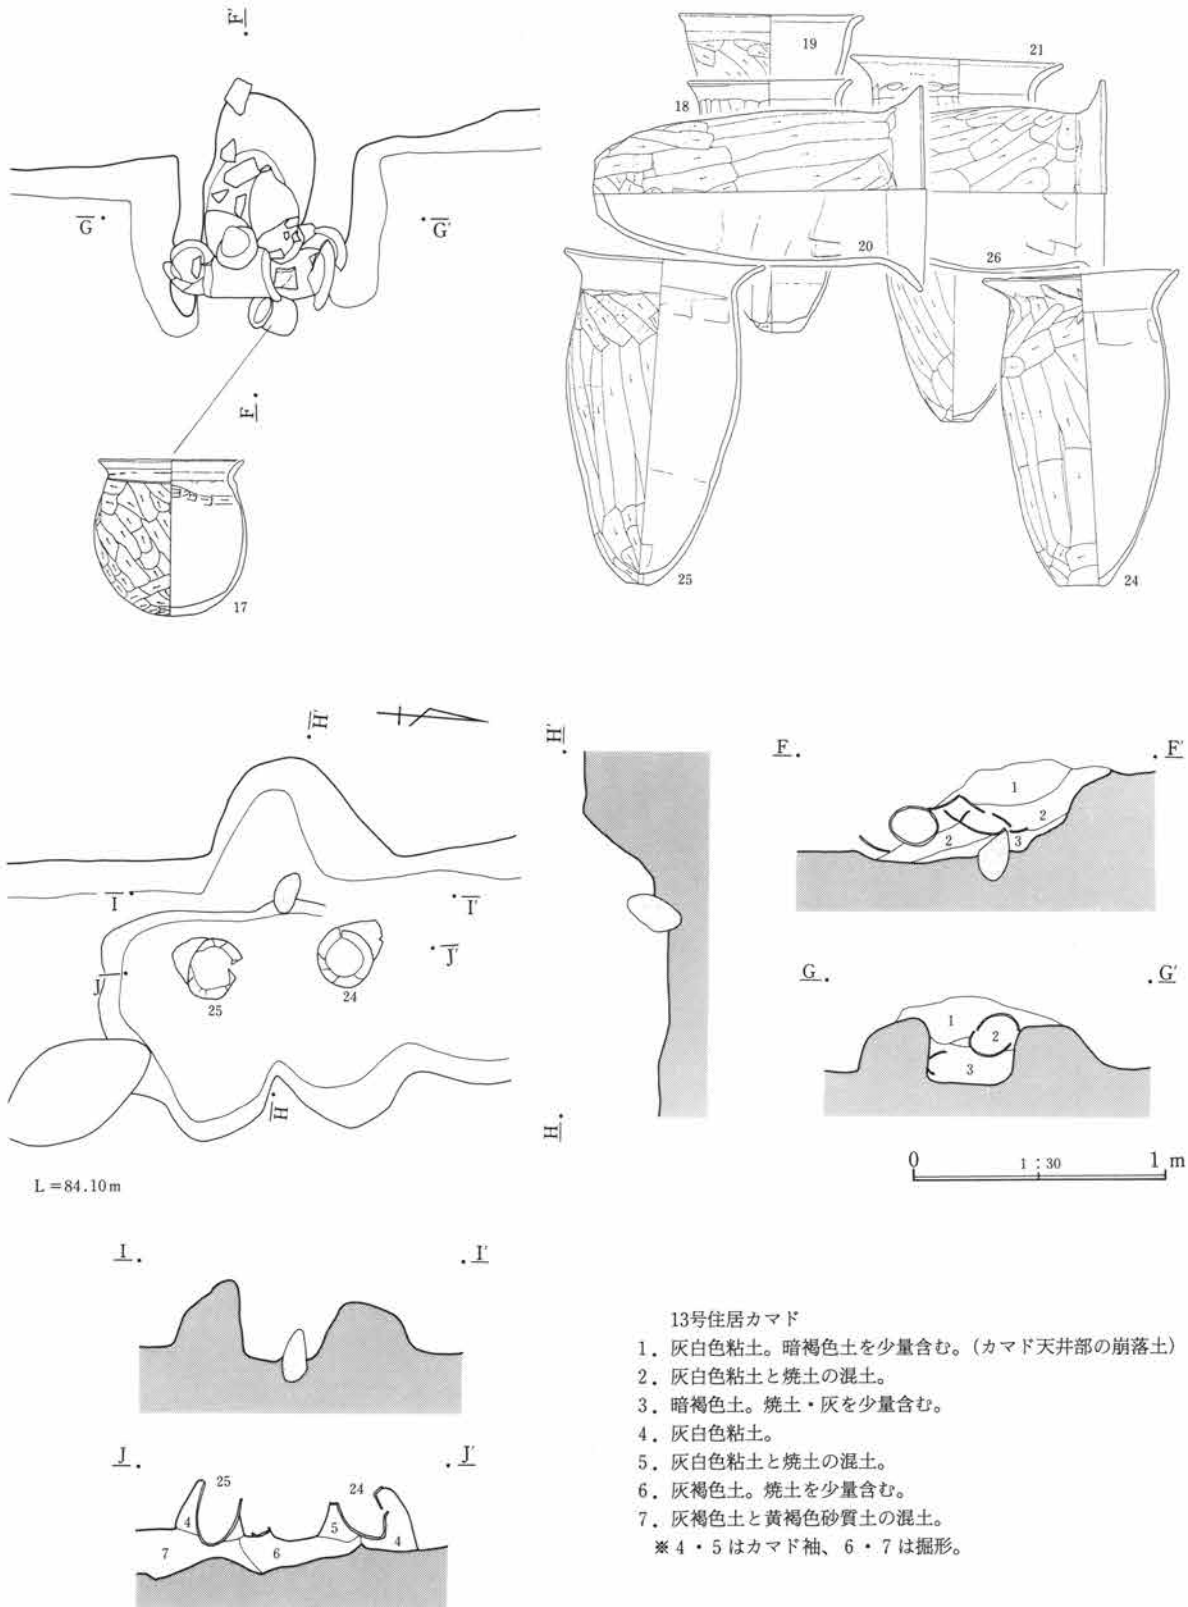 F'
G
G'
F
17
19
21
18
20
26
25
24
H'
I
I'
J
J'
25
24
H
L=84.10m
H'
H
F
F'
1
2
2
3
G
G'
1
2
3
0
1:30
1m
I
I'
J
J'
25
24
4
5
4
7
6
13号住居カマド
1. 灰白色粘土。暗褐色土を少量含む。(カマド天井部の崩落土)
2. 灰白色粘土と焼土の混土。
3. 暗褐色土。焼土・灰を少量含む。
4. 灰白色粘土。
5. 灰白色粘土と焼土の混土。
6. 灰褐色土。焼土を少量含む。
7. 灰褐色土と黄褐色砂質土の混土。
※4・5はカマド袖、6・7は掘形。